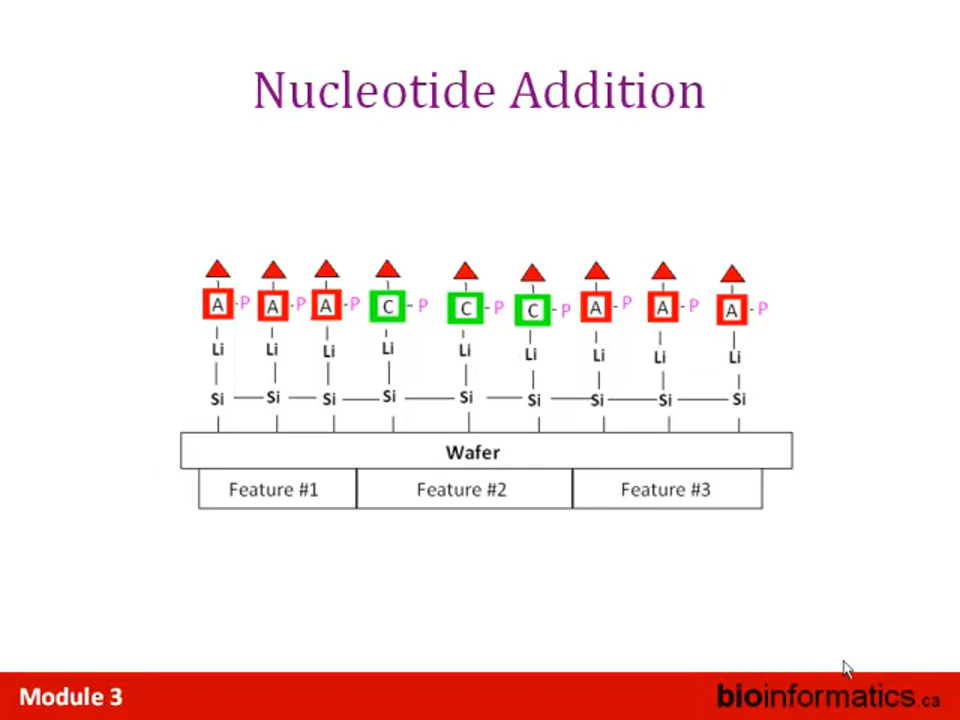 Nucleotide Addition
A -P A -P A -P C - P C - P C - P A - P A - P A - P
Li Li Li Li Li Li Li Li Li
Si Si Si Si Si Si Si Si Si
Wafer
Feature #1 Feature #2 Feature #3
Module 3 bioinformatics.ca